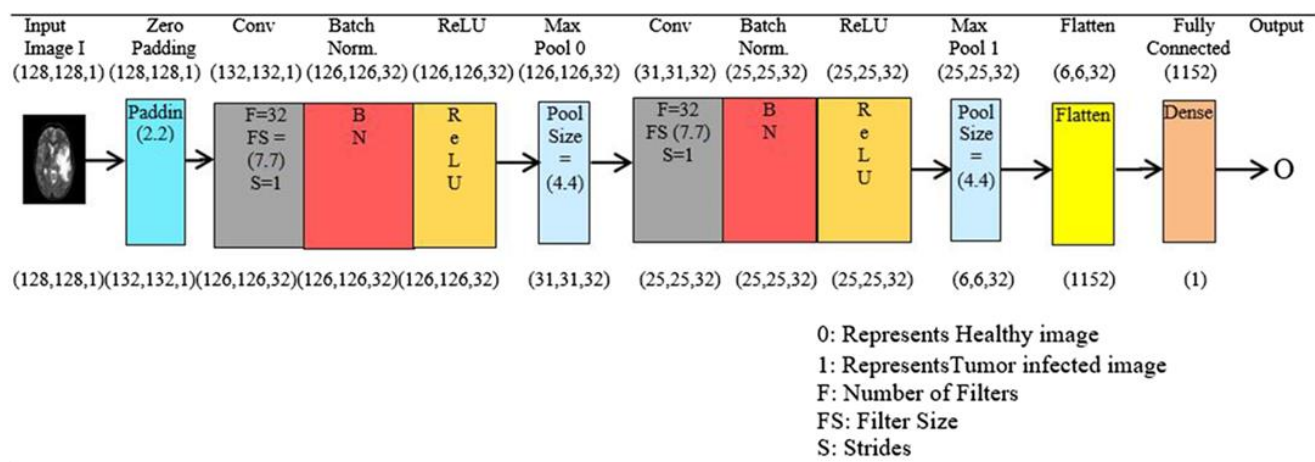 Input Zero Conv Batch ReLU Max Conv Batch ReLU Max Flatten Fully Output
Image I Padding Norm. Pool 0 Norm. Pool 1 Connected
(128,128,1) (128,128,1) (132,132,1) (126,126,32) (126,126,32) (126,126,32) (31,31,32) (25,25,32) (25,25,32) (25,25,32) (6,6,32) (1152)
Paddin
(2.2)
F=32
FS =
(7.7)
S=1
B
N
R
e
L
U
Pool
Size
=
(4.4)
F=32
FS (7.7)
S=1
B
N
R
e
L
U
Pool
Size
=
(4.4)
Flatten
Dense
O
(128,128,1)(132,132,1)(126,126,32)(126,126,32)(126,126,32) (31,31,32) (25,25,32) (25,25,32) (25,25,32) (6,6,32) (1152) (1)
0: Represents Healthy image
1: RepresentsTumor infected image
F: Number of Filters
FS: Filter Size
S: Strides